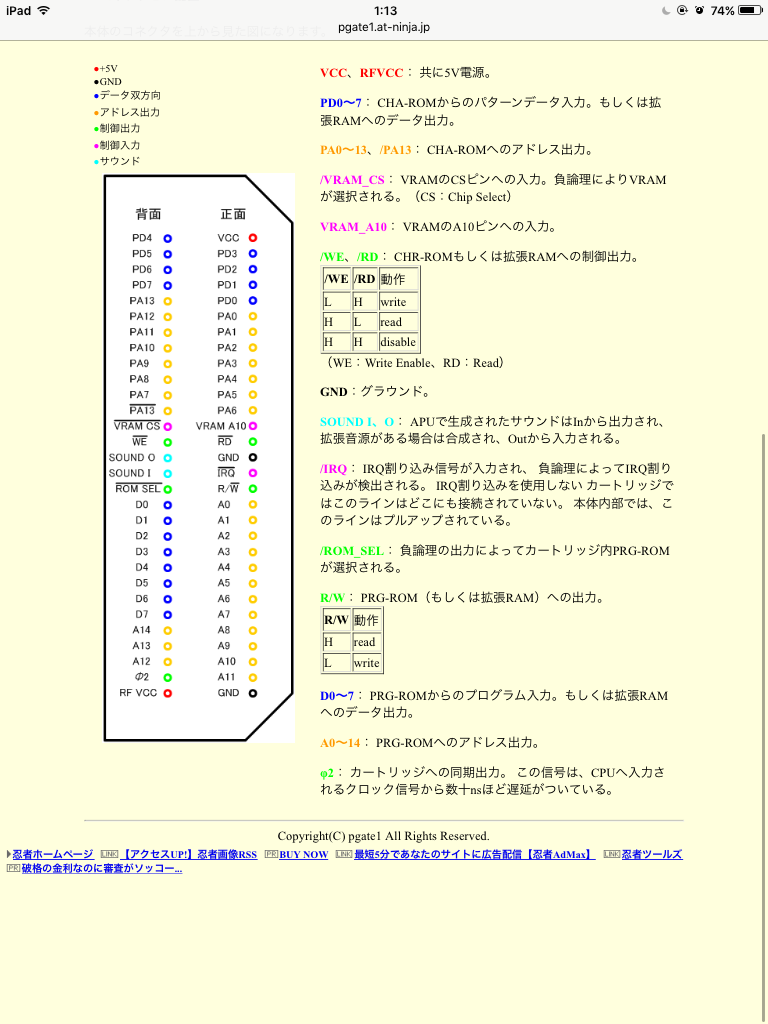 iPad
1:13
74%
pgate1.at-ninja.jp
本体のコネクタを上から見た図になります。
●+5V
●GND
●データ双方向
●アドレス出力
●制御出力
●制御入力
●サウンド
背面 正面
PD4 VCC
PD5 PD3
PD6 PD2
PD7 PD1
PA13 PD0
PA12 PA0
PA11 PA1
PA10 PA2
PA9 PA3
PA8 PA4
PA7 PA5
PA13 PA6
VRAM CS VRAM A10
WE RD
SOUND O GND
SOUND I IRQ
ROM SEL R/W
D0 A0
D1 A1
D2 A2
D3 A3
D4 A4
D5 A5
D6 A6
D7 A7
A14 A8
A13 A9
A12 A10
Φ2 A11
RF VCC GND
VCC、RFVCC： 共に5V電源。
PD0〜7： CHA-ROMからのパターンデータ入力。もしくは拡
張RAMへのデータ出力。
PA0〜13、/PA13： CHA-ROMへのアドレス出力。
/VRAM_CS： VRAMのCSピンへの入力。負論理によりVRAM
が選択される。（CS：Chip Select）
VRAM_A10： VRAMのA10ピンへの入力。
/WE、/RD： CHR-ROMもしくは拡張RAMへの制御出力。
/WE /RD 動作
L H write
H L read
H H disable
（WE：Write Enable、RD：Read）
GND：グラウンド。
SOUND I、O： APUで生成されたサウンドはInから出力され、
拡張音源がある場合は合成され、Outから入力される。
/IRQ： IRQ割り込み信号が入力され、 負論理によってIRQ割り
込みが検出される。 IRQ割り込みを使用しない カートリッジで
はこのラインはどこにも接続されていない。 本体内部では、こ
のラインはプルアップされている。
/ROM_SEL： 負論理の出力によってカートリッジ内PRG-ROM
が選択される。
R/W： PRG-ROM（もしくは拡張RAM）への出力。
R/W 動作
H read
L write
D0〜7： PRG-ROMからのプログラム入力。もしくは拡張RAM
へのデータ出力。
A0〜14： PRG-ROMへのアドレス出力。
φ2： カートリッジへの同期出力。 この信号は、CPUへ入力さ
れるクロック信号から数十nsほど遅延がついている。
Copyright(C) pgate1 All Rights Reserved.
忍者ホームページ LINK 【アクセスUP!】忍者画像RSS PR BUY NOW LINK 最短5分であなたのサイトに広告配信【忍者AdMax】 LINK 忍者ツールズ
PR 破格の金利なのに審査がソッコー...